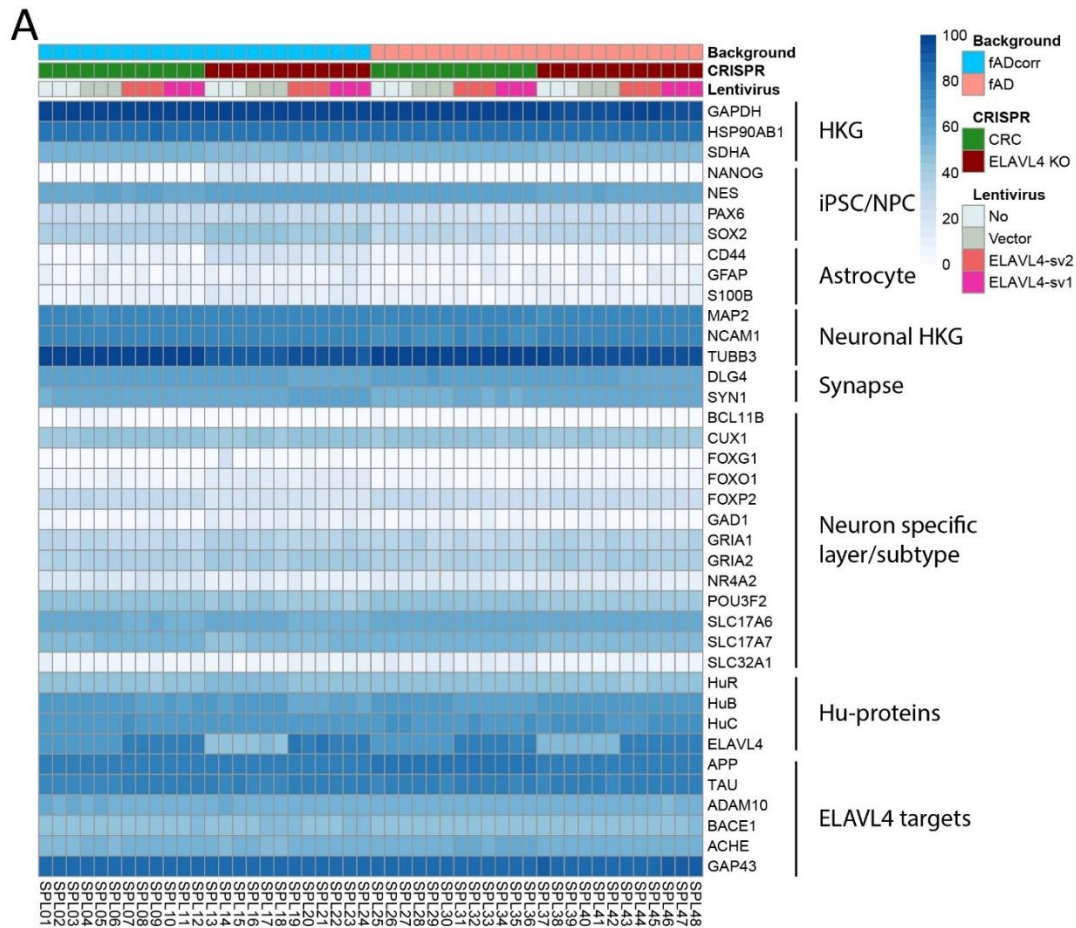 A
Background
CRISPR
Lentivirus
GAPDH
HSP90AB1
SDHA
NANOG
NES
PAX6
SOX2
CD44
GFAP
S100B
MAP2
NCAM1
TUBB3
DLG4
SYN1
BCL11B
CUX1
FOXG1
FOXO1
FOXP2
GAD1
GRIA1
GRIA2
NR4A2
POU3F2
SLC17A6
SLC17A7
SLC32A1
HuR
HuB
HuC
ELAVL4
APP
TAU
ADAM10
BACE1
ACHE
GAP43
HKG
iPSC/NPC
Astrocyte
Neuronal HKG
Synapse
Neuron specific
layer/subtype
Hu-proteins
ELAVL4 targets
100
80
60
40
20
0
Background
fADcorr
fAD
CRISPR
CRC
ELAVL4 KO
Lentivirus
No
Vector
ELAVL4-sv2
ELAVL4-sv1
SPL01
SPL02
SPL03
SPL04
SPL05
SPL06
SPL07
SPL08
SPL09
SPL10
SPL11
SPL12
SPL13
SPL14
SPL15
SPL16
SPL17
SPL18
SPL19
SPL20
SPL21
SPL22
SPL23
SPL24
SPL25
SPL26
SPL27
SPL28
SPL29
SPL30
SPL31
SPL32
SPL33
SPL34
SPL35
SPL36
SPL37
SPL38
SPL39
SPL40
SPL41
SPL42
SPL43
SPL44
SPL45
SPL46
SPL47
SPL48